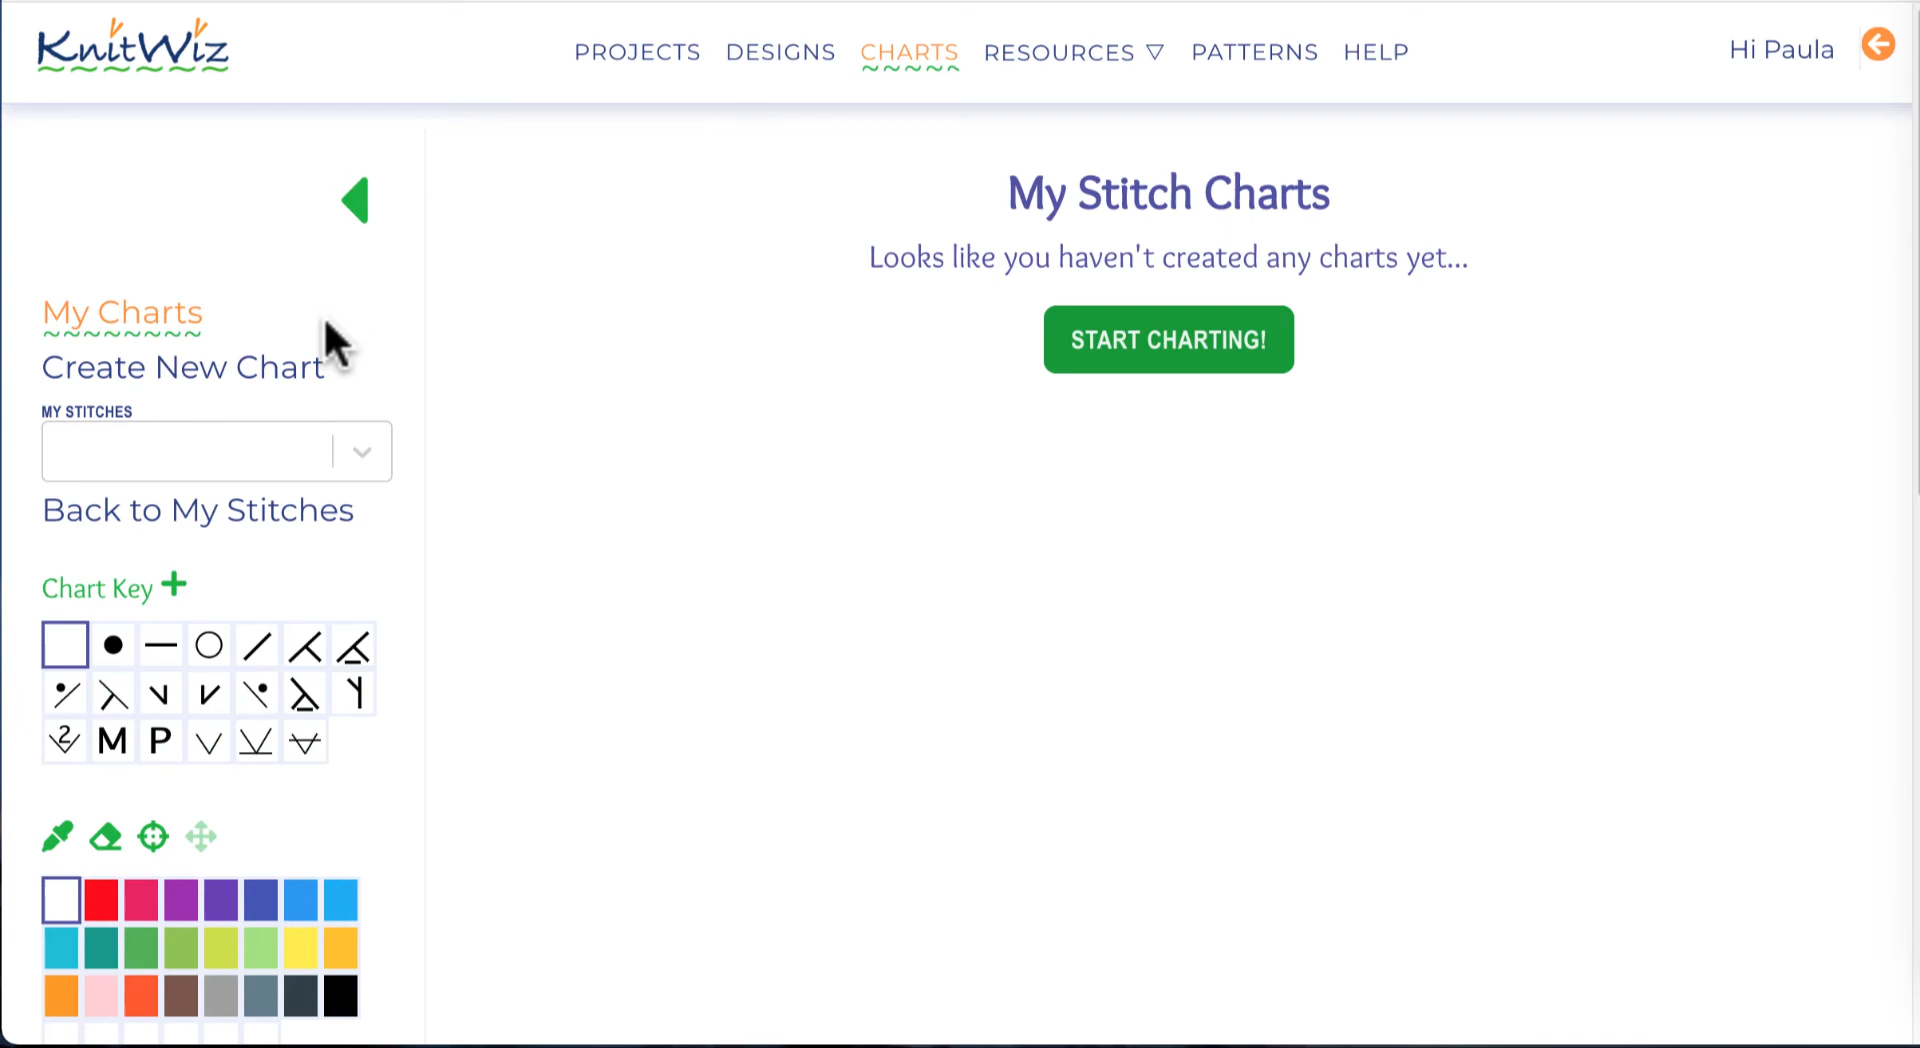 KnitWiz
PROJECTS DESIGNS CHARTS RESOURCES ▽ PATTERNS HELP
Hi Paula
My Stitch Charts
Looks like you haven't created any charts yet...
START CHARTING!
My Charts
Create New Chart
MY STITCHES
Back to My Stitches
Chart Key +
2 M P